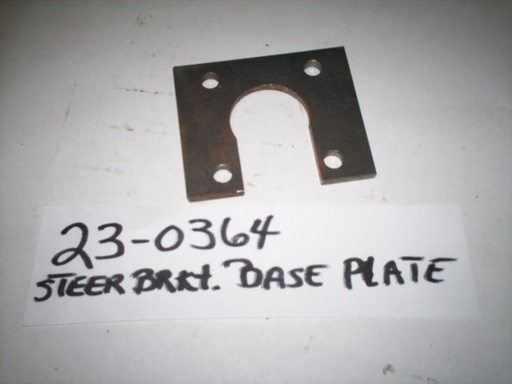 23-0364
STEER BRKt. BASE PLATE